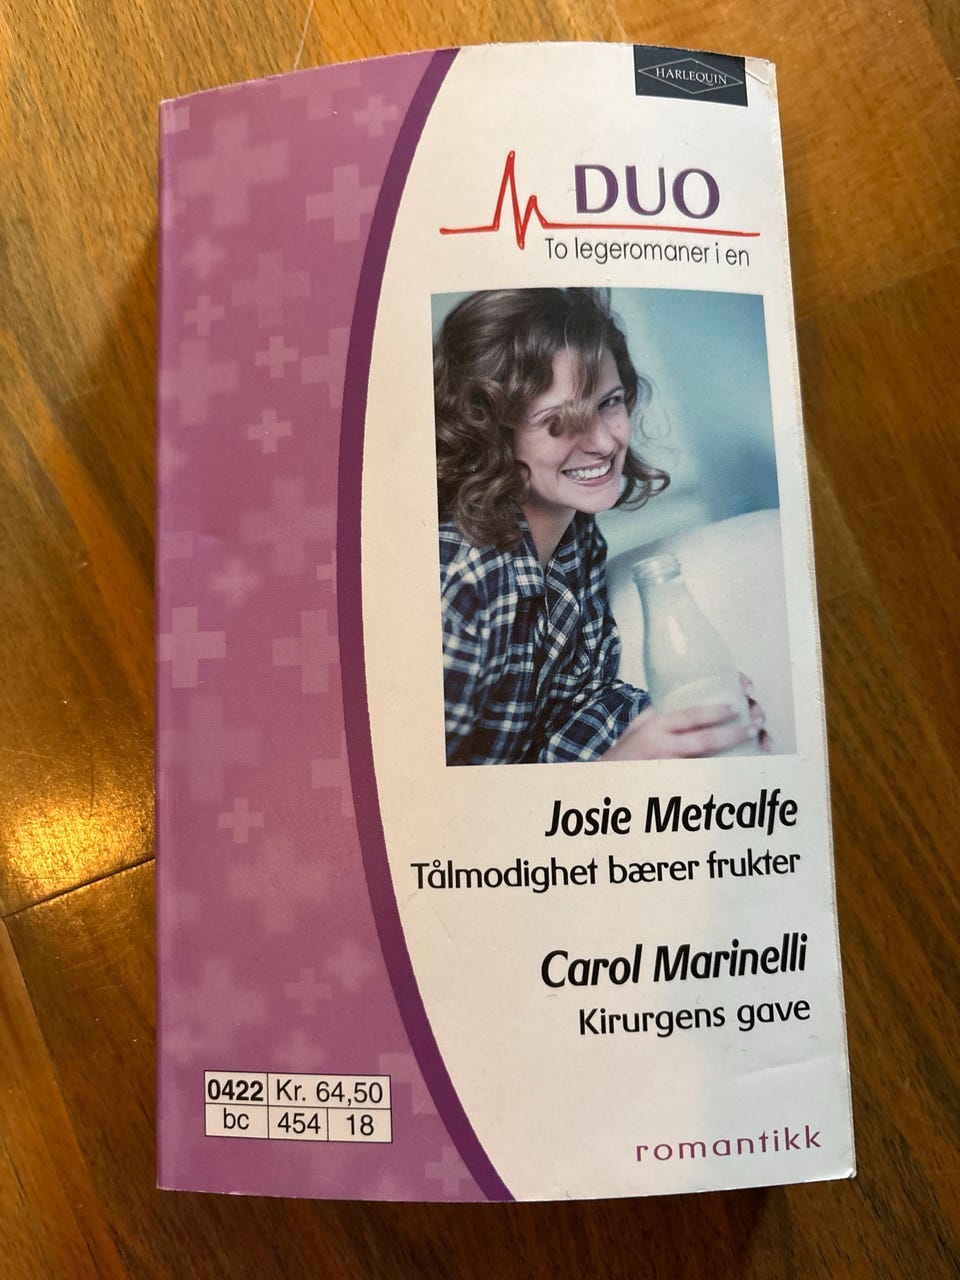 HARLEQUIN
DUO
To legeromaner i en
Josie Metcalfe
Tålmodighet bærer frukter
Carol Marinelli
Kirurgens gave
0422 Kr. 64,50
bc 454 18
romantikk